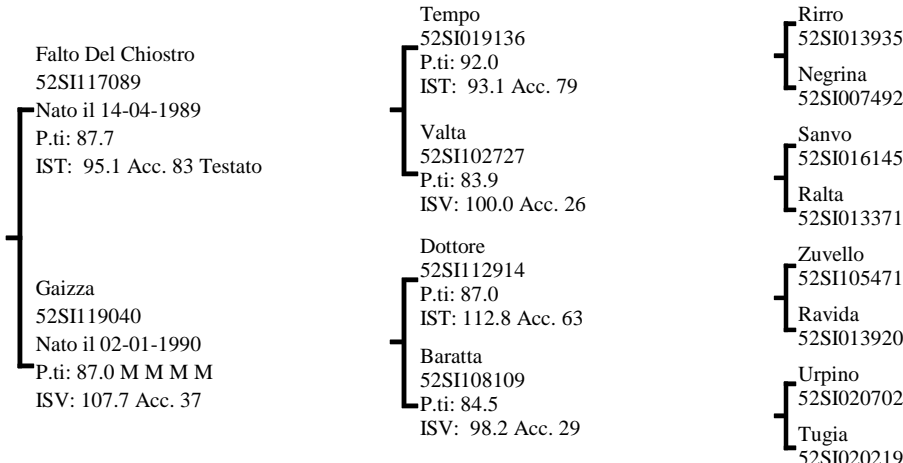 Falto Del Chiostro
52SI117089
Nato il 14-04-1989
P.ti: 87.7
IST: 95.1 Acc. 83 Testato
Gaizza
52SI119040
Nato il 02-01-1990
P.ti: 87.0 M M M M
ISV: 107.7 Acc. 37
Tempo
52SI019136
P.ti: 92.0
IST: 93.1 Acc. 79
Valta
52SI102727
P.ti: 83.9
ISV: 100.0 Acc. 26
Dottore
52SI112914
P.ti: 87.0
IST: 112.8 Acc. 63
Baratta
52SI108109
P.ti: 84.5
ISV: 98.2 Acc. 29
Rirro
52SI013935
Negrina
52SI007492
Sanvo
52SI016145
Ralta
52SI013371
Zuvello
52SI105471
Ravida
52SI013920
Urpino
52SI020702
Tugia
52SI020219